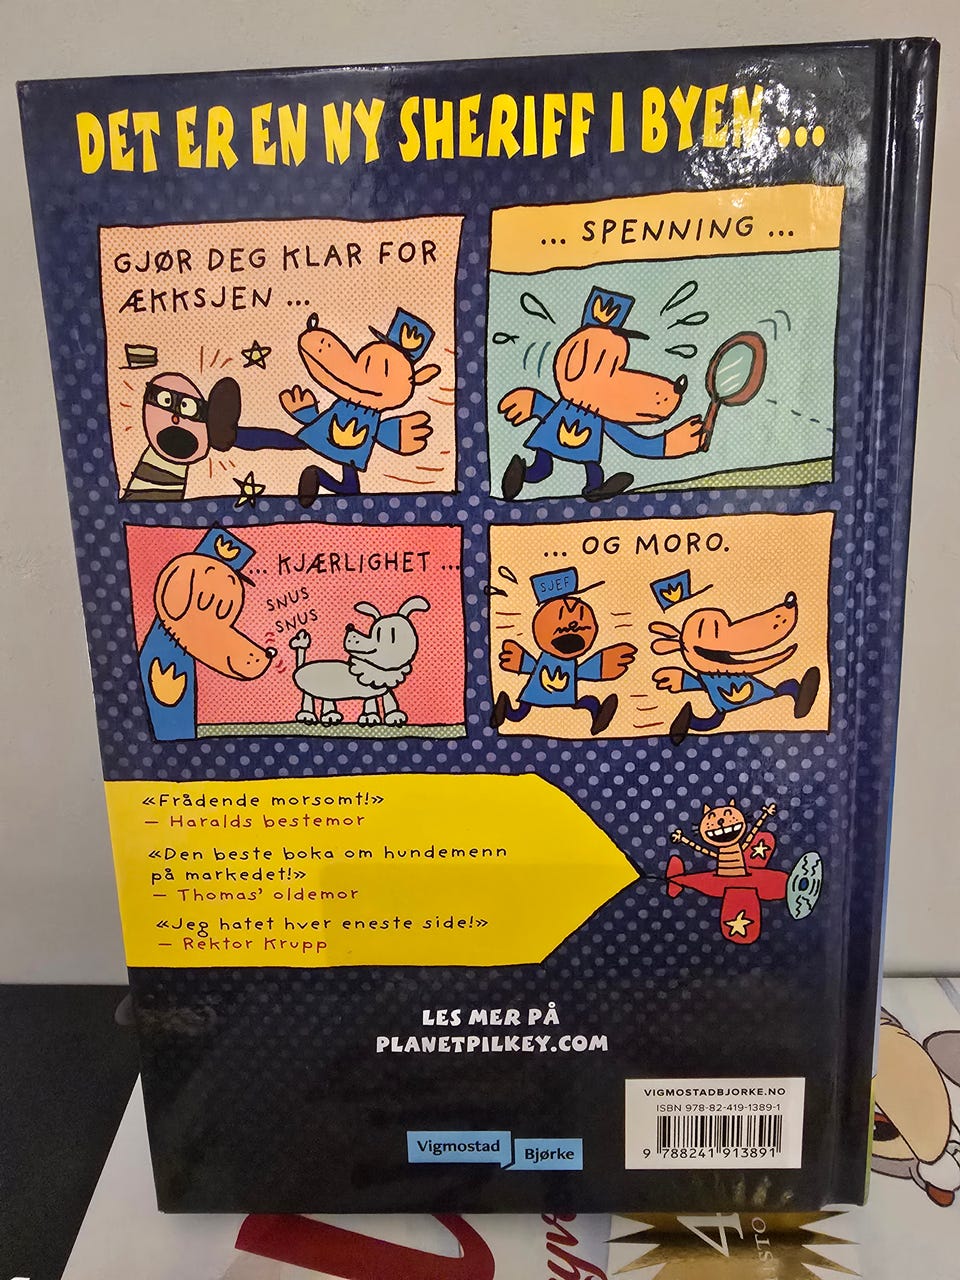 DET ER EN NY SHERIFF I BYEN ...
GJØR DEG KLAR FOR
ÆKKSJEN ...
... SPENNING ...
... KJÆRLIGHET ...
SNUS
SNUS
... OG MORO.
SJEF
«Frådende morsomt!»
– Haralds bestemor
«Den beste boka om hundemenn
på markedet!»
– Thomas' oldemor
«Jeg hatet hver eneste side!»
– Rektor Krupp
LES MER PÅ
PLANETPILKEY.COM
VIGMOSTADBJORKE.NO
ISBN 978-82-419-1389-1
9 788241 913891
Vigmostad
Bjørke
4